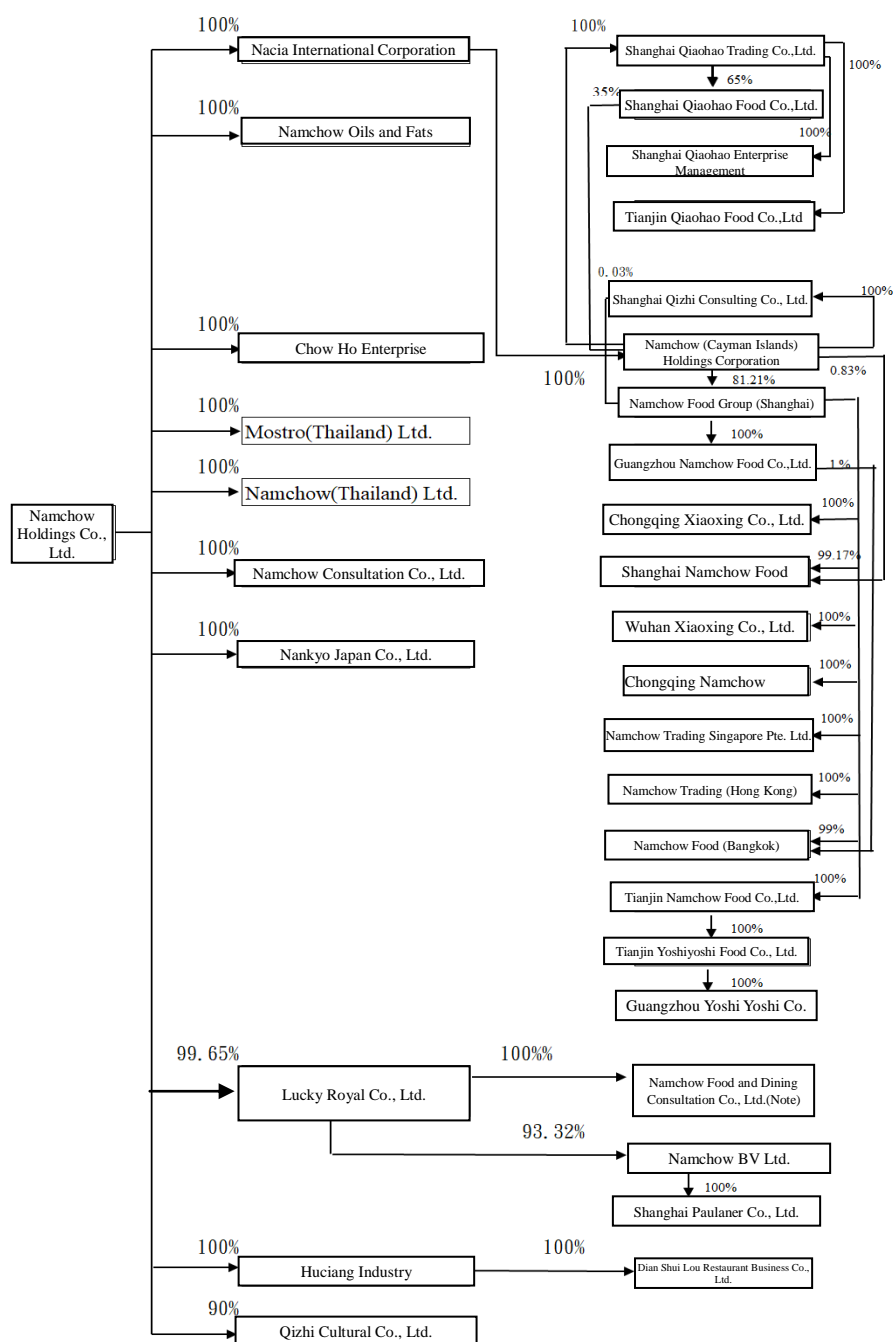 100%
Nacia International Corporation
100%
Shanghai Qiaohao Trading Co.,Ltd.
100%
65%
35%
Shanghai Qiaohao Food Co.,Ltd.
100%
Namchow Oils and Fats
100%
Shanghai Qiaohao Enterprise
Management
Tianjin Qiaohao Food Co.,Ltd
0.03%
Shanghai Qizhi Consulting Co., Ltd.
100%
100%
Chow Ho Enterprise
Namchow (Cayman Islands)
Holdings Corporation
0.83%
100%
81.21%
Namchow Food Group (Shanghai)
100%
Mostro(Thailand) Ltd.
100%
100%
Namchow(Thailand) Ltd.
Guangzhou Namchow Food Co.,Ltd.
1%
100%
Chongqing Xiaoxing Co., Ltd.
Namchow
Holdings Co.,
Ltd.
100%
Namchow Consultation Co., Ltd.
99.17%
Shanghai Namchow Food
100%
Wuhan Xiaoxing Co., Ltd.
100%
Nankyo Japan Co., Ltd.
100%
Chongqing Namchow
100%
Namchow Trading Singapore Pte. Ltd.
100%
Namchow Trading (Hong Kong)
99%
Namchow Food (Bangkok)
100%
Tianjin Namchow Food Co.,Ltd.
100%
Tianjin Yoshiyoshi Food Co., Ltd.
100%
Guangzhou Yoshi Yoshi Co.
99.65%
Lucky Royal Co., Ltd.
100%%
Namchow Food and Dining
Consultation Co., Ltd.(Note)
93.32%
Namchow BV Ltd.
100%
Shanghai Paulaner Co., Ltd.
100%
Huciang Industry
100%
Dian Shui Lou Restaurant Business Co.,
Ltd.
90%
Qizhi Cultural Co., Ltd.